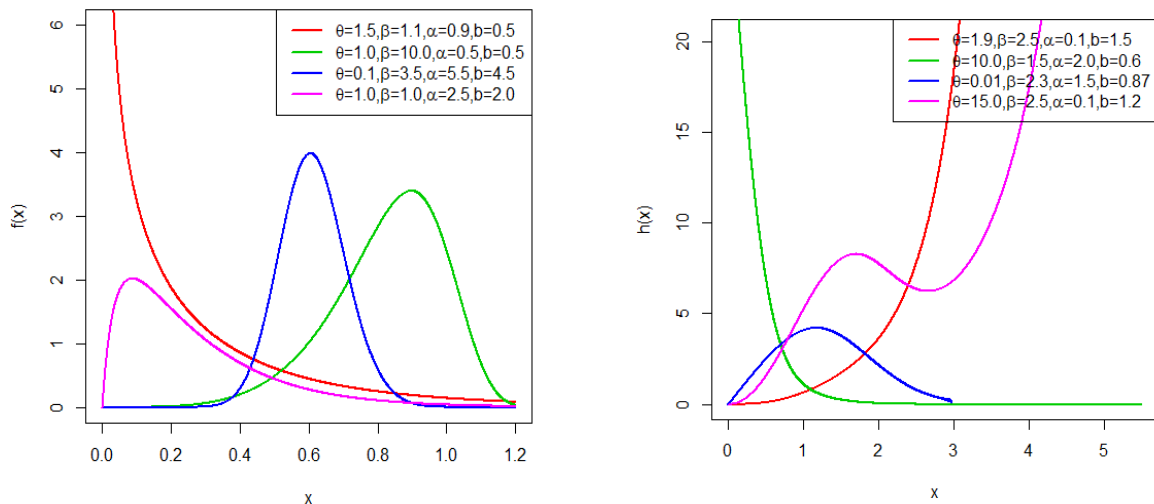 6
5
4
3
2
1
0
f(x)
θ=1.5,β=1.1,α=0.9,b=0.5
θ=1.0,β=10.0,α=0.5,b=0.5
θ=0.1,β=3.5,α=5.5,b=4.5
θ=1.0,β=1.0,α=2.5,b=2.0
0.0 0.2 0.4 0.6 0.8 1.0 1.2
x
20
15
10
5
0
h(x)
θ=1.9,β=2.5,α=0.1,b=1.5
θ=10.0,β=1.5,α=2.0,b=0.6
θ=0.01,β=2.3,α=1.5,b=0.87
θ=15.0,β=2.5,α=0.1,b=1.2
0 1 2 3 4 5
x